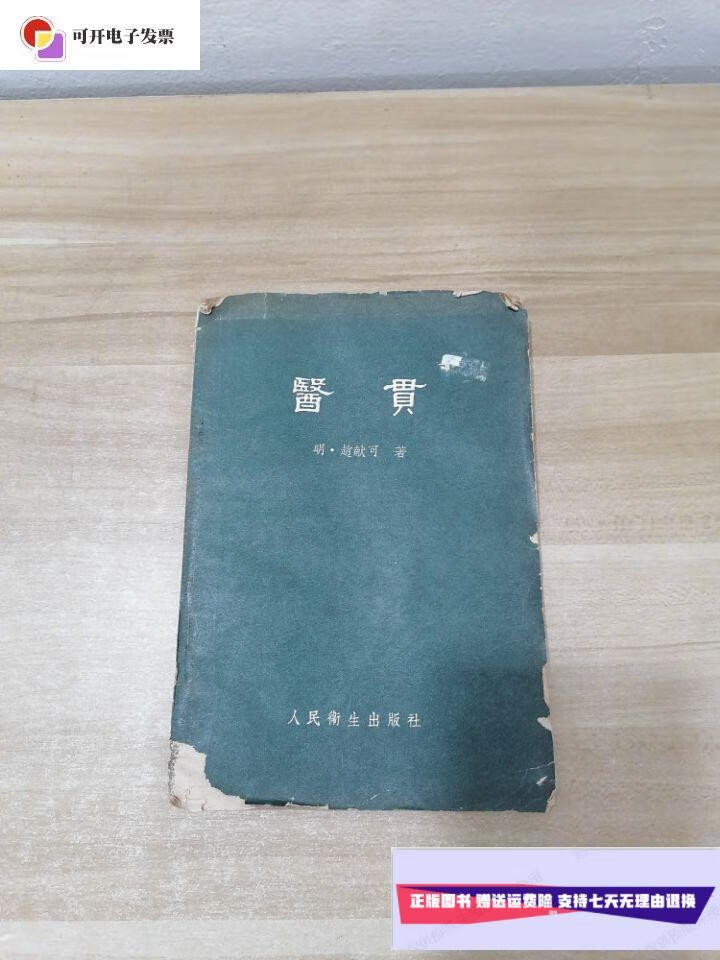 可开电子发票
醫貫
明·趙献可 著
人民衛生出版社
正版图书 赠送运费险 支持七天无理由退换